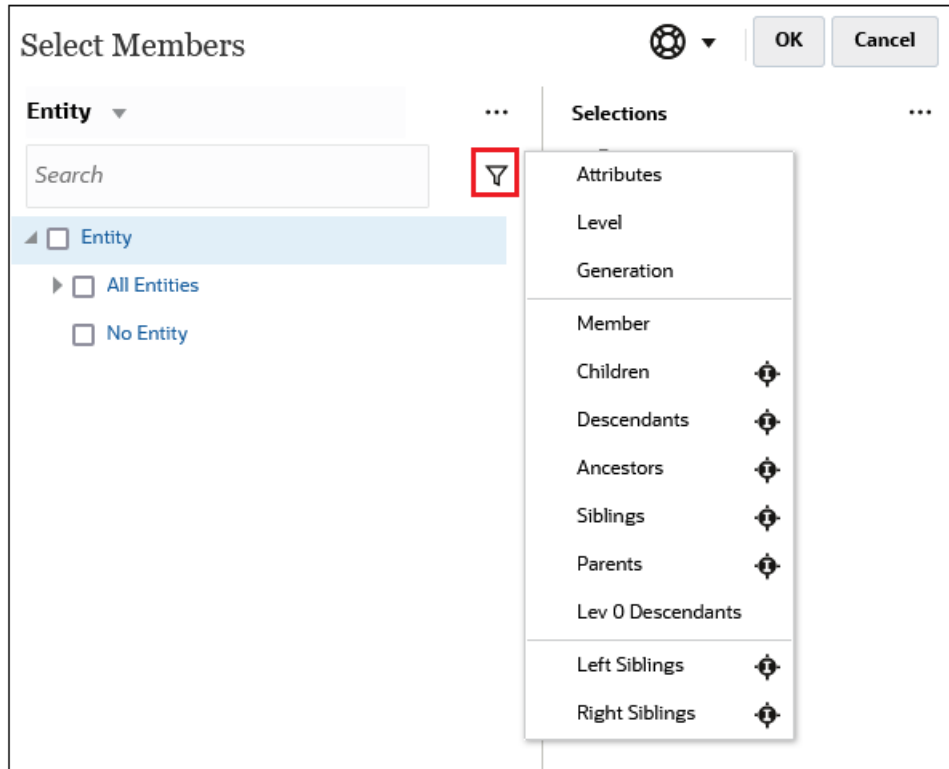 Select Members
OK
Cancel
Entity
Selections
Search
Entity
All Entities
No Entity
Attributes
Level
Generation
Member
Children
Descendants
Ancestors
Siblings
Parents
Lev 0 Descendants
Left Siblings
Right Siblings